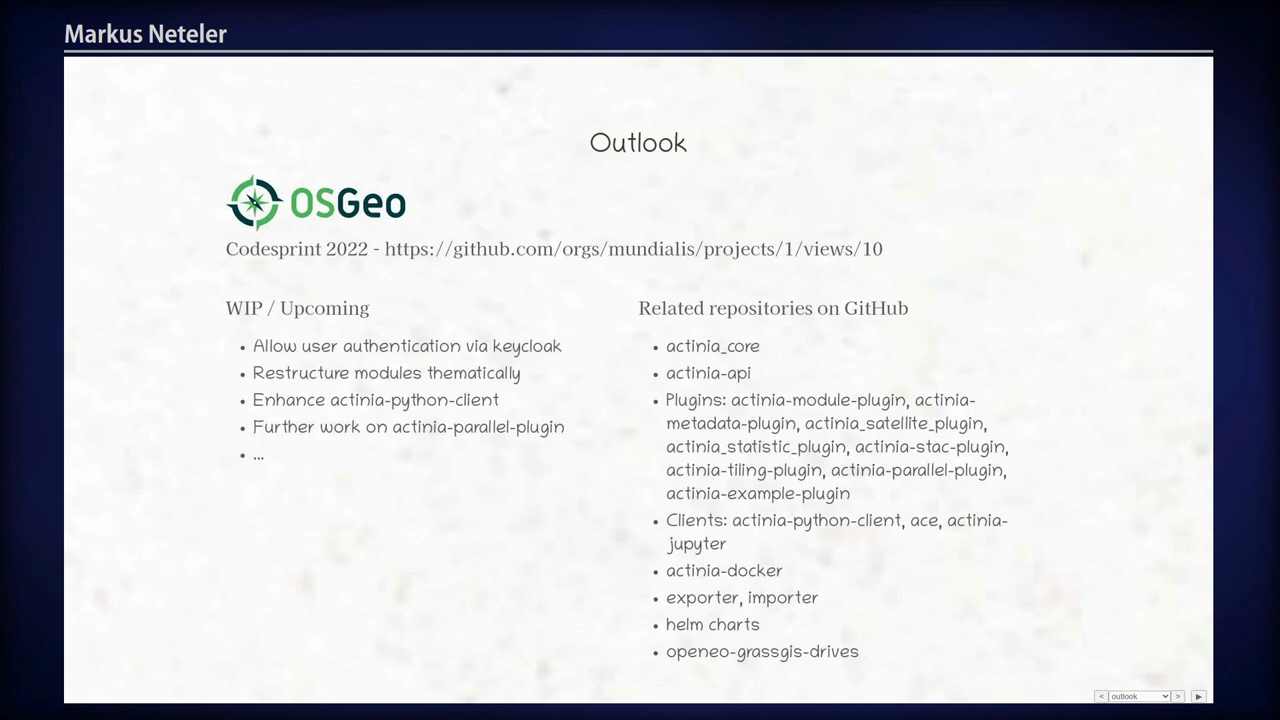 Markus Neteler
Outlook
OSGeo
Codesprint 2022 - https://github.com/orgs/mundialis/projects/1/views/10
WIP / Upcoming
• Allow user authentication via keycloak
• Restructure modules thematically
• Enhance actinia-python-client
• Further work on actinia-parallel-plugin
• ...
Related repositories on GitHub
• actinia_core
• actinia-api
• Plugins: actinia-module-plugin, actinia-
metadata-plugin, actinia_satellite_plugin,
actinia_statistic_plugin, actinia-stac-plugin,
actinia-tiling-plugin, actinia-parallel-plugin,
actinia-example-plugin
• Clients: actinia-python-client, ace, actinia-
jupyter
• actinia-docker
• exporter, importer
• helm charts
• openeo-grassgis-drives
< outlook >